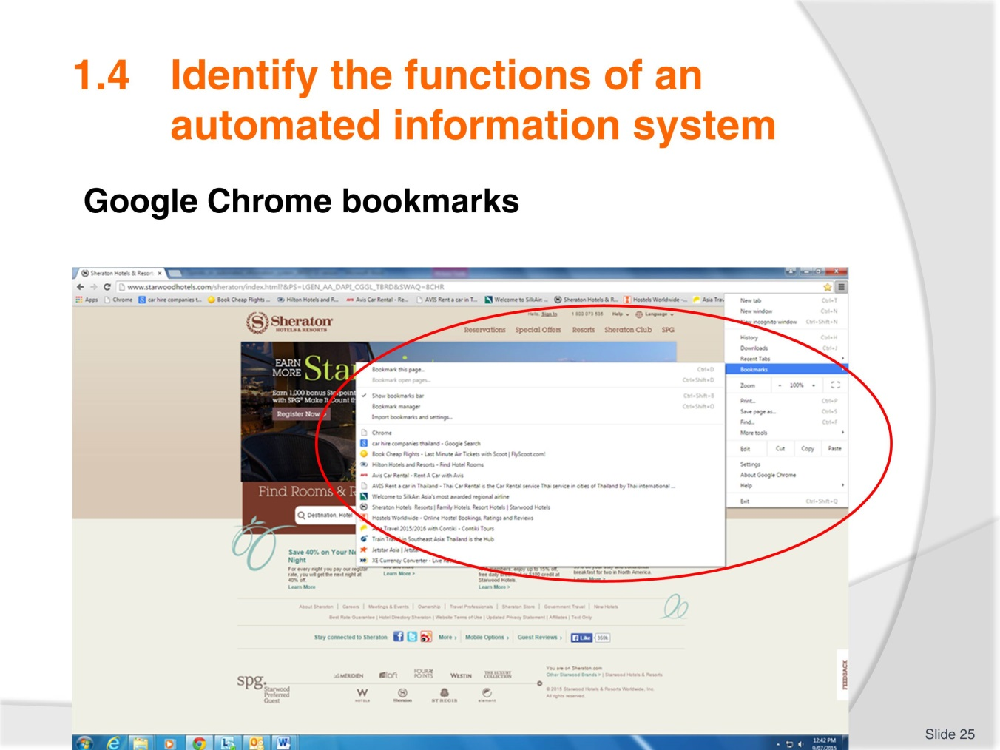 1.4 Identify the functions of an
automated information system
Google Chrome bookmarks
Sheraton Hotels & Resort
www.starwoodhotels.com/sheraton/index.html?&PS=LGEN_AA_DAPI_CGGL_TBRD&SWAQ=8CHR
Apps Chrome car hire companies t... Book Cheap Flights ... Hilton Hotels and R... Avis Car Rental - Re... AVIS Rent a car in T... Welcome to SilkAir: ... Sheraton Hotels & R... Hostels Worldwide -... Asia Trav
New tab Ctrl+T
New window Ctrl+N
New incognito window Ctrl+Shift+N
History Ctrl+H
Downloads Ctrl+J
Recent Tabs
Bookmarks
Zoom - 100% +
Print... Ctrl+P
Save page as... Ctrl+S
Find... Ctrl+F
More tools
Edit Cut Copy Paste
Settings
About Google Chrome
Help
Exit Ctrl+Shift+Q
Sheraton
HOTELS & RESORTS
Hello, Sign In 1 800 073 535 Help Language
Reservations Special Offers Resorts Sheraton Club SPG
EARN
MORE Sta
Earn 1,000 bonus Starpoint
with SPG® Make It Count th
Register Now
Bookmark this page... Ctrl+D
Bookmark open pages... Ctrl+Shift+D
Show bookmarks bar Ctrl+Shift+B
Bookmark manager Ctrl+Shift+O
Import bookmarks and settings...
Chrome
car hire companies thailand - Google Search
Book Cheap Flights - Last Minute Air Tickets with Scoot | FlyScoot.com!
Hilton Hotels and Resorts - Find Hotel Rooms
Avis Car Rental - Rent A Car with Avis
AVIS Rent a car in Thailand - Thai Car Rental is the Car Rental service Thai service in cities of Thailand by Thai international ...
Welcome to SilkAir: Asia's most awarded regional airline
Sheraton Hotels Resorts | Family Hotels, Resort Hotels | Starwood Hotels
Hostels Worldwide - Online Hostel Bookings, Ratings and Reviews
Asia Travel 2015/2016 with Contiki - Contiki Tours
Train Travel in Southeast Asia: Thailand is the Hub
Jetstar Asia | Jetstar
XE Currency Converter - Live
Find Rooms & R
Destination, Hotel
Save 40% on Your Ne
Night
For every night you pay our regular
rate, you will get the next night at
40% off.
Learn More
Learn More >
members: enjoy up to 15% off,
free daily breakfast or $100 credit at
Starwood Hotels.
Learn More >
breakfast for two in North America.
Learn More >
About Sheraton | Careers | Meetings & Events | Ownership | Travel Professionals | Sheraton Store | Government Travel | New Hotels
Best Rate Guarantee | Hotel Directory Sheraton | Website Terms of Use | Updated Privacy Statement | Affiliates | Text Only
Stay connected to Sheraton: More > Mobile Options > Guest Reviews > Like 359k
spg.
Starwood
Preferred
Guest
LE MERIDIEN aloft FOUR POINTS WESTIN THE LUXURY COLLECTION
W HOTELS Sheraton ST REGIS element
You are on Sheraton.com
Other Starwood Brands > | Starwood Hotels & Resorts
© 2015 Starwood Hotels & Resorts Worldwide, Inc.
All rights reserved.
FEEDBACK
12:42 PM
9/07/2015
Slide 25